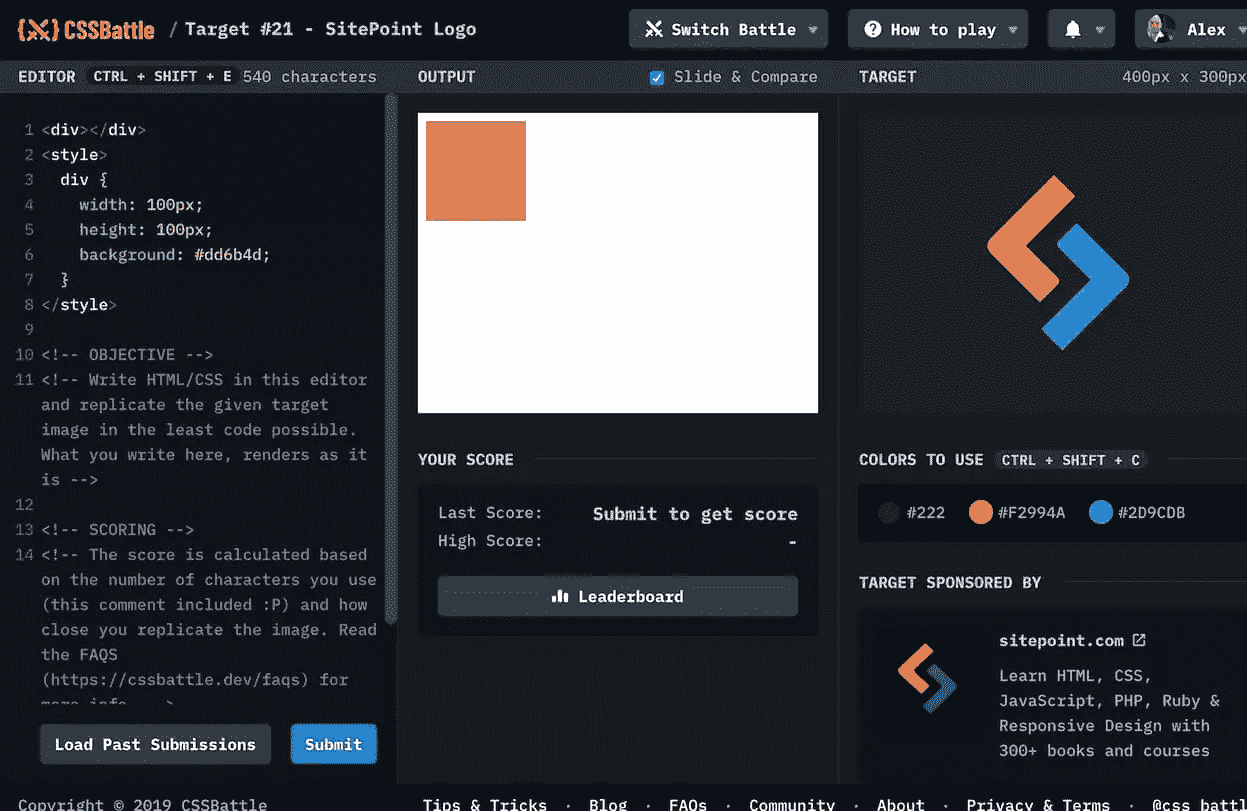 {X} CSSBattle / Target #21 - SitePoint Logo
Switch Battle
How to play
Alex
EDITOR CTRL + SHIFT + E 540 characters
OUTPUT
Slide & Compare
TARGET
400px x 300px
1 <div></div>
2 <style>
3 div {
4 width: 100px;
5 height: 100px;
6 background: #dd6b4d;
7 }
8 </style>
9
10 <!-- OBJECTIVE -->
11 <!-- Write HTML/CSS in this editor
and replicate the given target
image in the least code possible.
What you write here, renders as it
is -->
12
13 <!-- SCORING -->
14 <!-- The score is calculated based
on the number of characters you use
(this comment included :P) and how
close you replicate the image. Read
the FAQS
(https://cssbattle.dev/faqs) for
more info. -->
Load Past Submissions
Submit
YOUR SCORE
Last Score: Submit to get score
High Score: -
Leaderboard
COLORS TO USE CTRL + SHIFT + C
#222 #F2994A #2D9CDB
TARGET SPONSORED BY
sitepoint.com
Learn HTML, CSS,
JavaScript, PHP, Ruby &
Responsive Design with
300+ books and courses
Copyright © 2019 CSSBattle
Tips & Tricks · Blog · FAQs · Community · About · Privacy & Terms · @css_battl